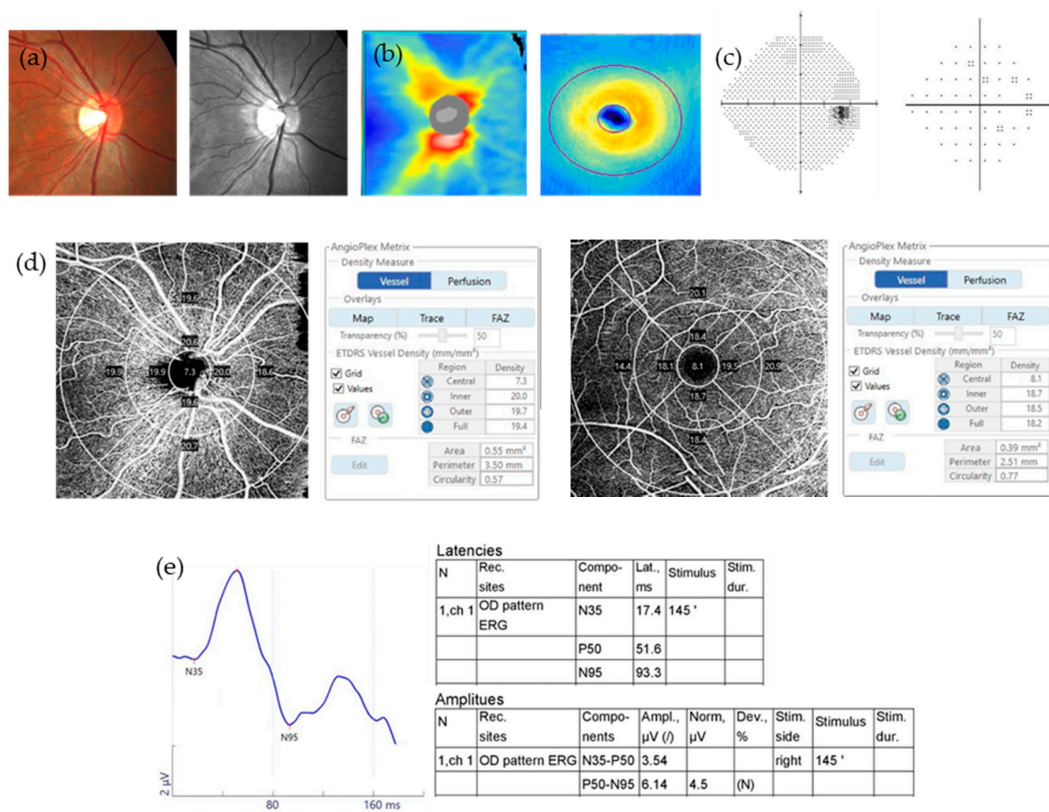 (a)
(b)
(c)
(d)
19.6
20.6
19.9 19.9 7.3 20.0 18.6
19.6
20.7
AngioPlex Metrix
Density Measure
Vessel Perfusion
Overlays
Map Trace FAZ
Transparency (%) 50
ETDRS Vessel Density (mm/mm²)
Grid
Values
Region Density
Central 7.3
Inner 20.0
Outer 19.7
Full 19.4
FAZ
Edit
Area 0.55 mm²
Perimeter 3.50 mm
Circularity 0.57
20.1
18.4
14.4 18.1 8.1 19.5 20.9
18.7
18.4
AngioPlex Metrix
Density Measure
Vessel Perfusion
Overlays
Map Trace FAZ
Transparency (%) 50
ETDRS Vessel Density (mm/mm²)
Grid
Values
Region Density
Central 8.1
Inner 18.7
Outer 18.5
Full 18.2
FAZ
Edit
Area 0.39 mm²
Perimeter 2.51 mm
Circularity 0.77
(e)
N35
N95
2 µV
80 160 ms
Latencies
N Rec. sites Compo-nent Lat., ms Stimulus Stim. dur.
1,ch 1 OD pattern ERG N35 17.4 145 '
P50 51.6
N95 93.3
Amplitues
N Rec. sites Compo-nents Ampl., µV (/) Norm, µV Dev., % Stim. side Stimulus Stim. dur.
1,ch 1 OD pattern ERG N35-P50 3.54 right 145 '
P50-N95 6.14 4.5 (N)